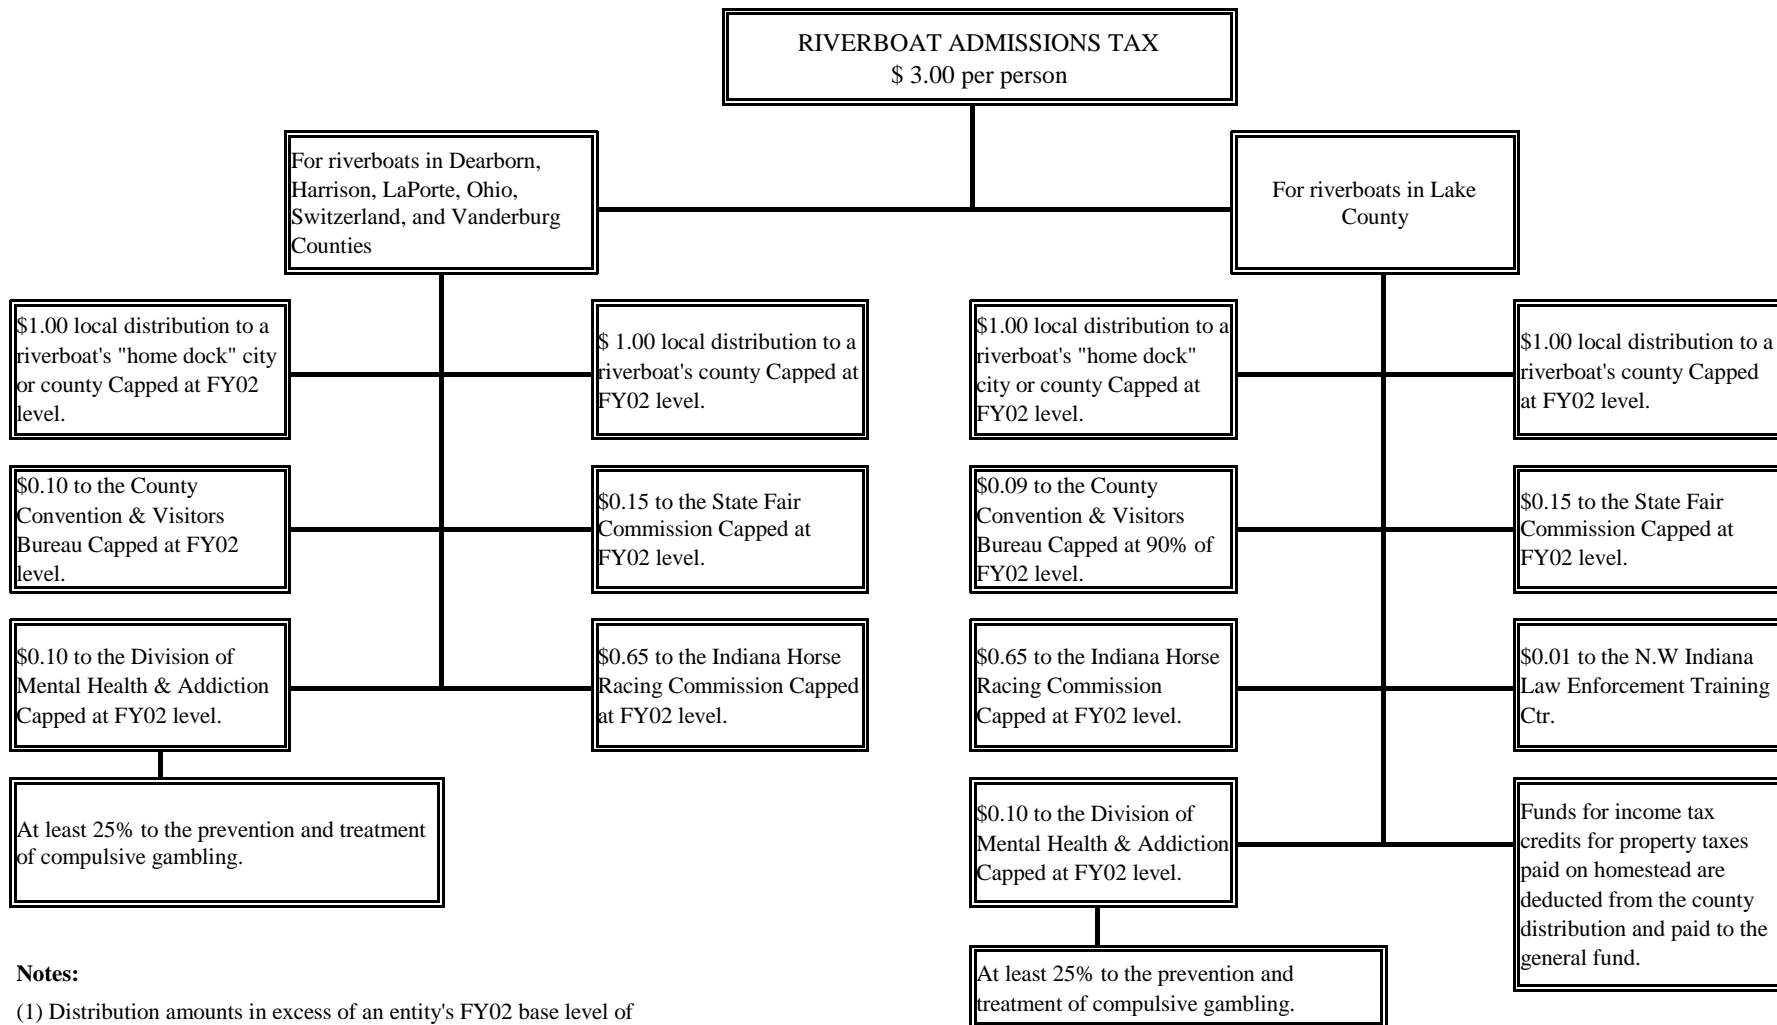 RIVERBOAT ADMISSIONS TAX
$ 3.00 per person
For riverboats in Dearborn,
Harrison, LaPorte, Ohio,
Switzerland, and Vanderburg
Counties
For riverboats in Lake
County
$1.00 local distribution to a
riverboat's "home dock" city
or county Capped at FY02
level.
$ 1.00 local distribution to a
riverboat's county Capped at
FY02 level.
$1.00 local distribution to a
riverboat's "home dock"
city or county Capped at
FY02 level.
$1.00 local distribution to a
riverboat's county Capped
at FY02 level.
$0.10 to the County
Convention & Visitors
Bureau Capped at FY02
level.
$0.15 to the State Fair
Commission Capped at
FY02 level.
$0.09 to the County
Convention & Visitors
Bureau Capped at 90% of
FY02 level.
$0.15 to the State Fair
Commission Capped at
FY02 level.
$0.10 to the Division of
Mental Health & Addiction
Capped at FY02 level.
$0.65 to the Indiana Horse
Racing Commission Capped
at FY02 level.
$0.65 to the Indiana Horse
Racing Commission
Capped at FY02 level.
$0.01 to the N.W Indiana
Law Enforcement Training
Ctr.
At least 25% to the prevention and treatment
of compulsive gambling.
$0.10 to the Division of
Mental Health & Addiction
Capped at FY02 level.
Funds for income tax
credits for property taxes
paid on homestead are
deducted from the county
distribution and paid to the
general fund.
At least 25% to the prevention and
treatment of compulsive gambling.
Notes:
(1) Distribution amounts in excess of an entity's FY02 base level of